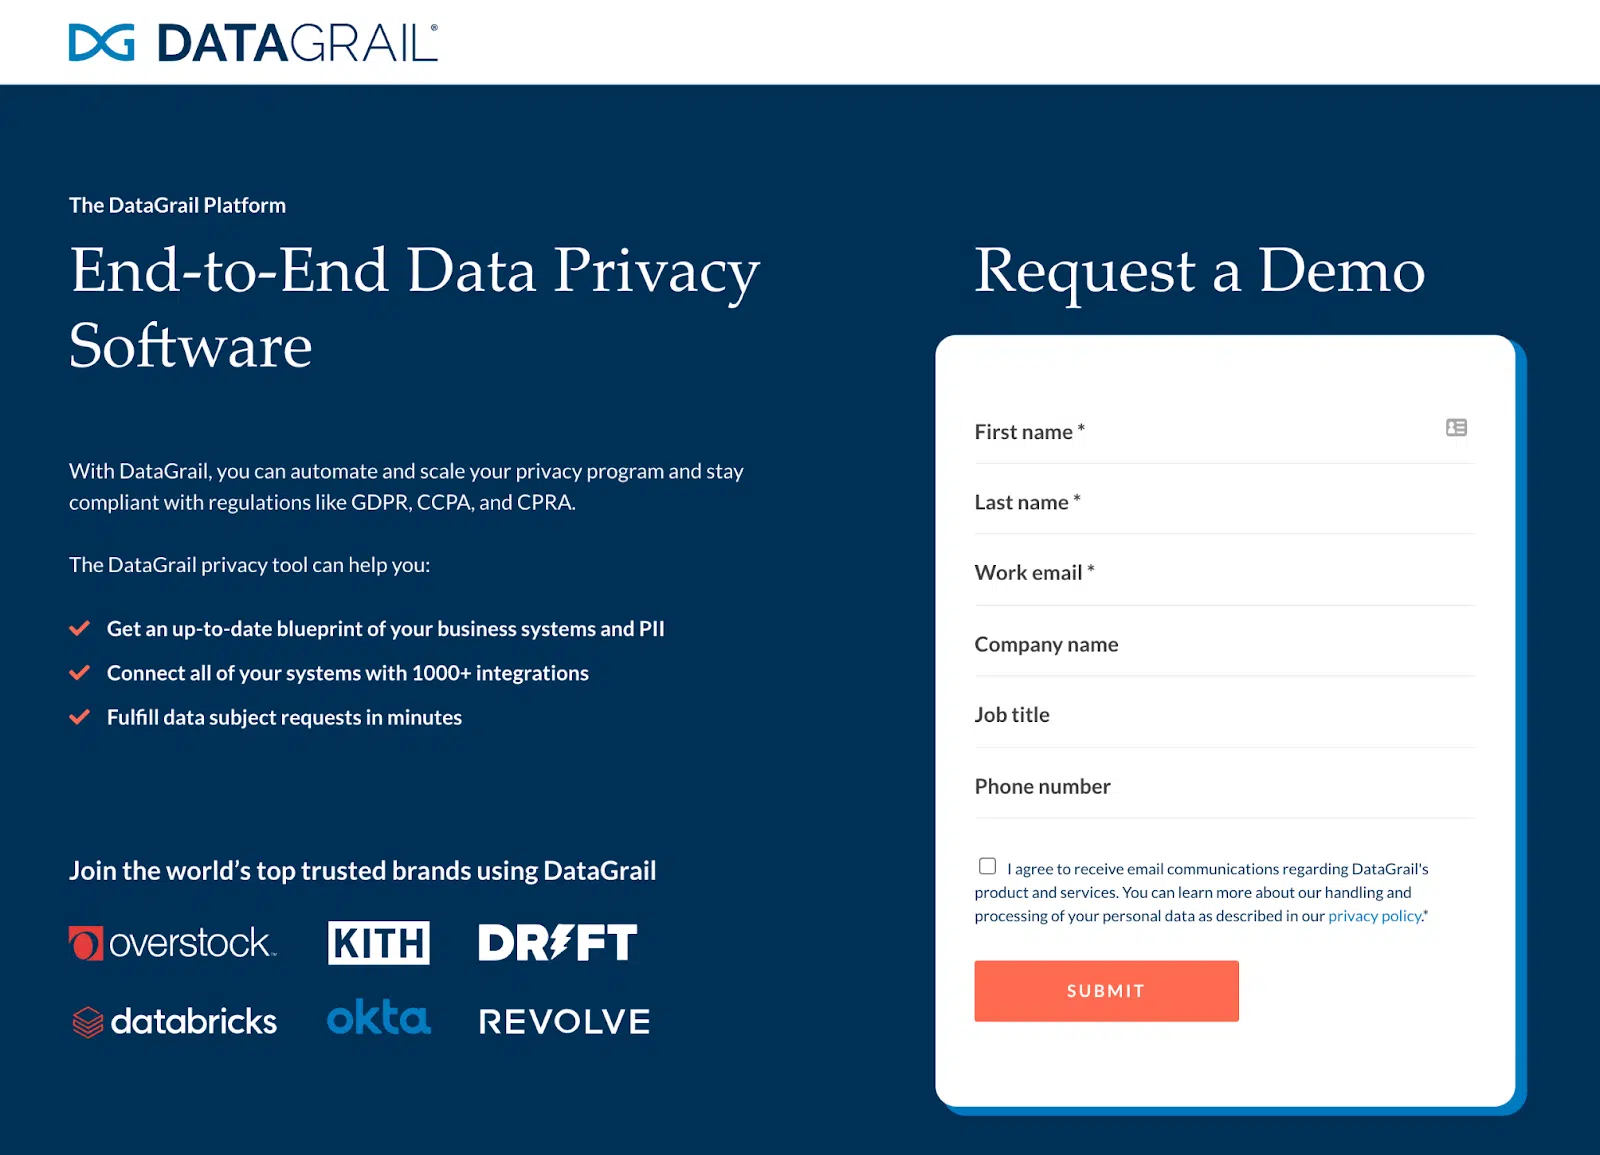 DG DATAGRAIL®
The DataGrail Platform
End-to-End Data Privacy
Software
With DataGrail, you can automate and scale your privacy program and stay
compliant with regulations like GDPR, CCPA, and CPRA.
The DataGrail privacy tool can help you:
Get an up-to-date blueprint of your business systems and PII
Connect all of your systems with 1000+ integrations
Fulfill data subject requests in minutes
Join the world’s top trusted brands using DataGrail
overstock™
KITH
DRIFT
databricks
okta
REVOLVE
Request a Demo
First name *
Last name *
Work email *
Company name
Job title
Phone number
I agree to receive email communications regarding DataGrail's
product and services. You can learn more about our handling and
processing of your personal data as described in our privacy policy.*
SUBMIT